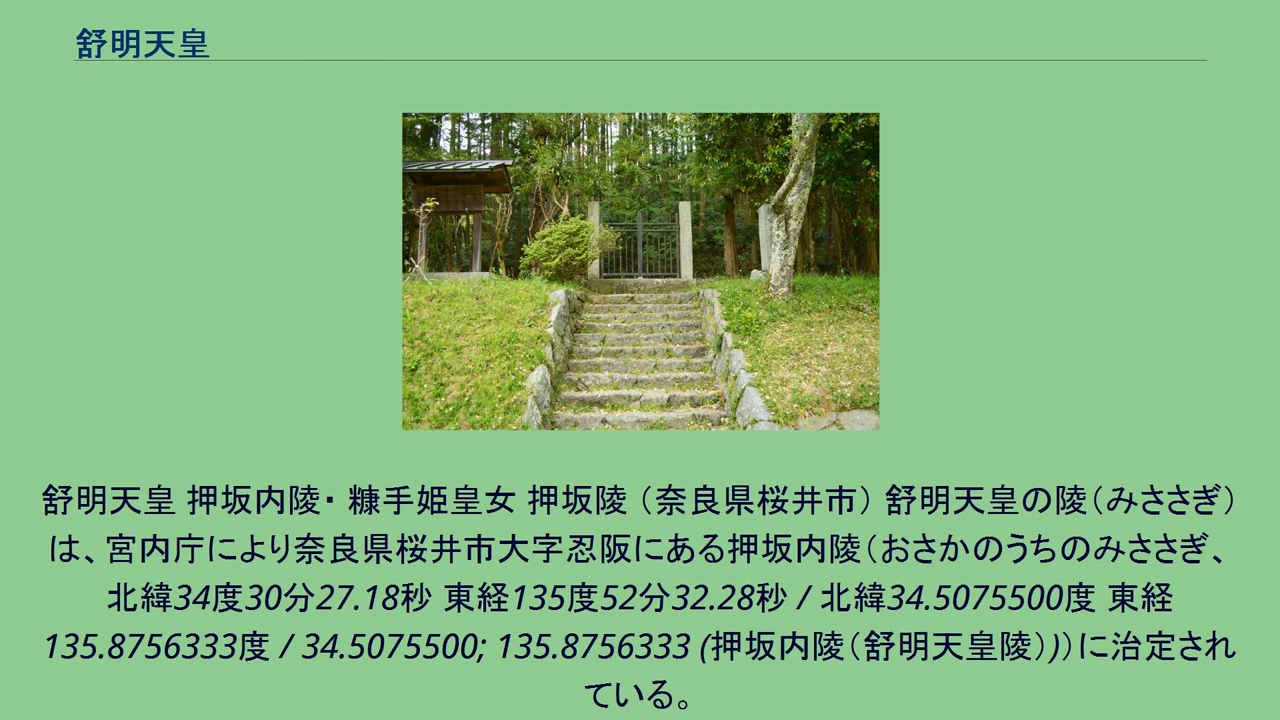 舒明天皇
舒明天皇 押坂内陵・ 糠手姫皇女 押坂陵 （奈良県桜井市） 舒明天皇の陵（みささぎ）
は、宮内庁により奈良県桜井市大字忍阪にある押坂内陵（おさかのうちのみささぎ、
北緯34度30分27.18秒 東経135度52分32.28秒 / 北緯34.5075500度 東経
135.8756333度 / 34.5075500; 135.8756333 (押坂内陵（舒明天皇陵）)）に治定され
ている。